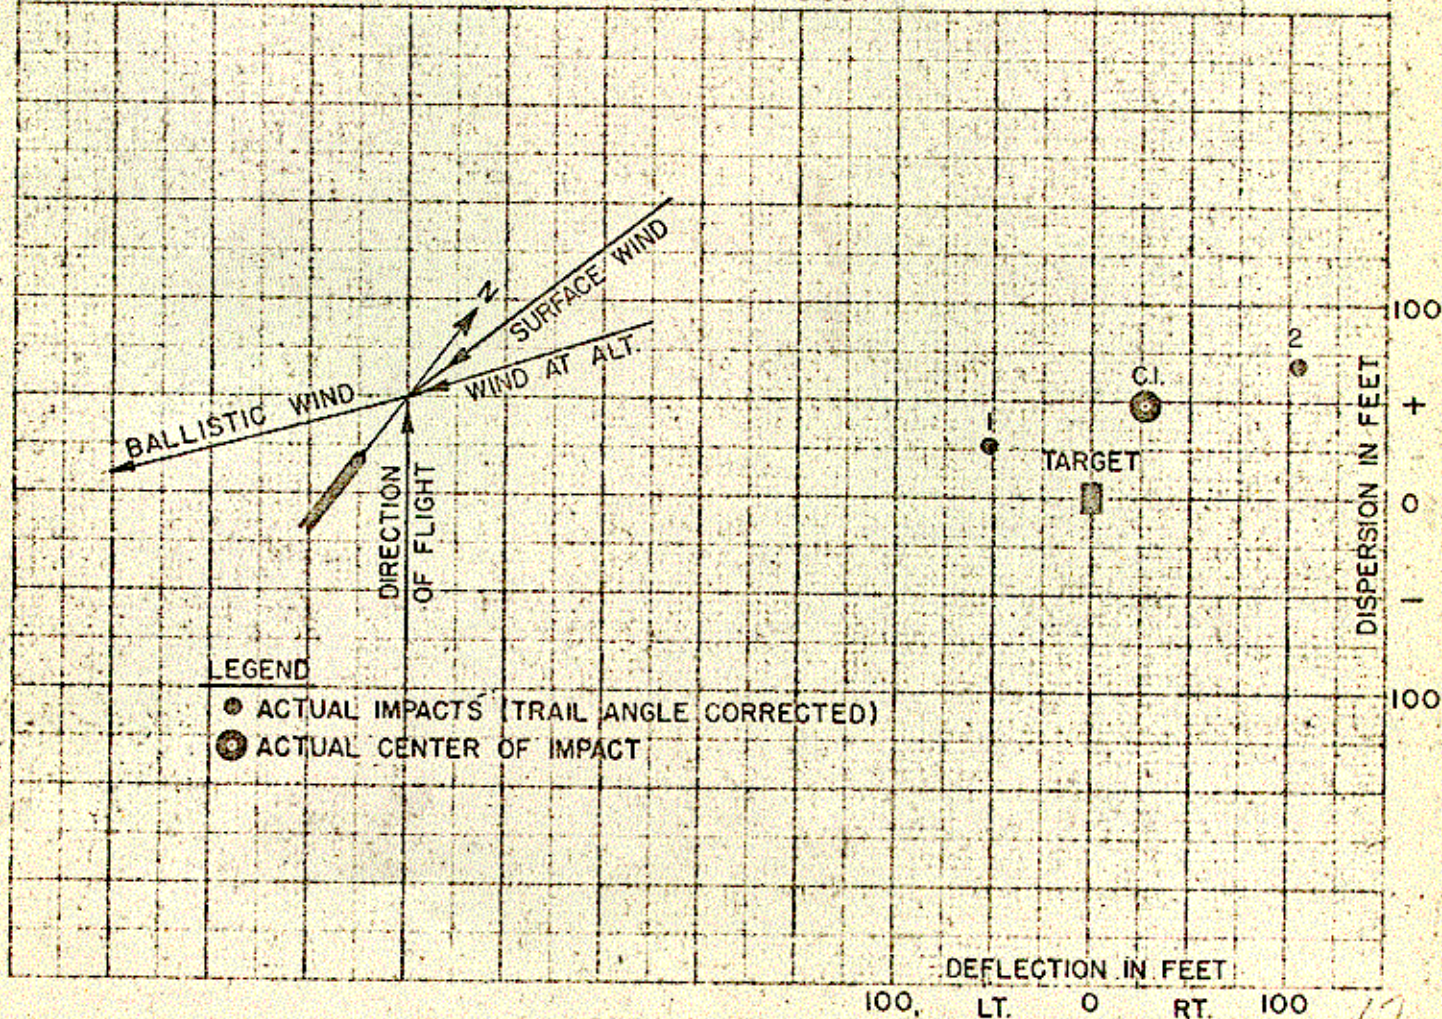 N
SURFACE WIND
WIND AT ALT.
BALLISTIC WIND
DIRECTION
OF FLIGHT
100
2
C.I.
1
TARGET
+
0
—
100
DISPERSION IN FEET
LEGEND
ACTUAL IMPACTS (TRAIL ANGLE CORRECTED)
ACTUAL CENTER OF IMPACT
DEFLECTION IN FEET
100, LT. 0 RT. 100